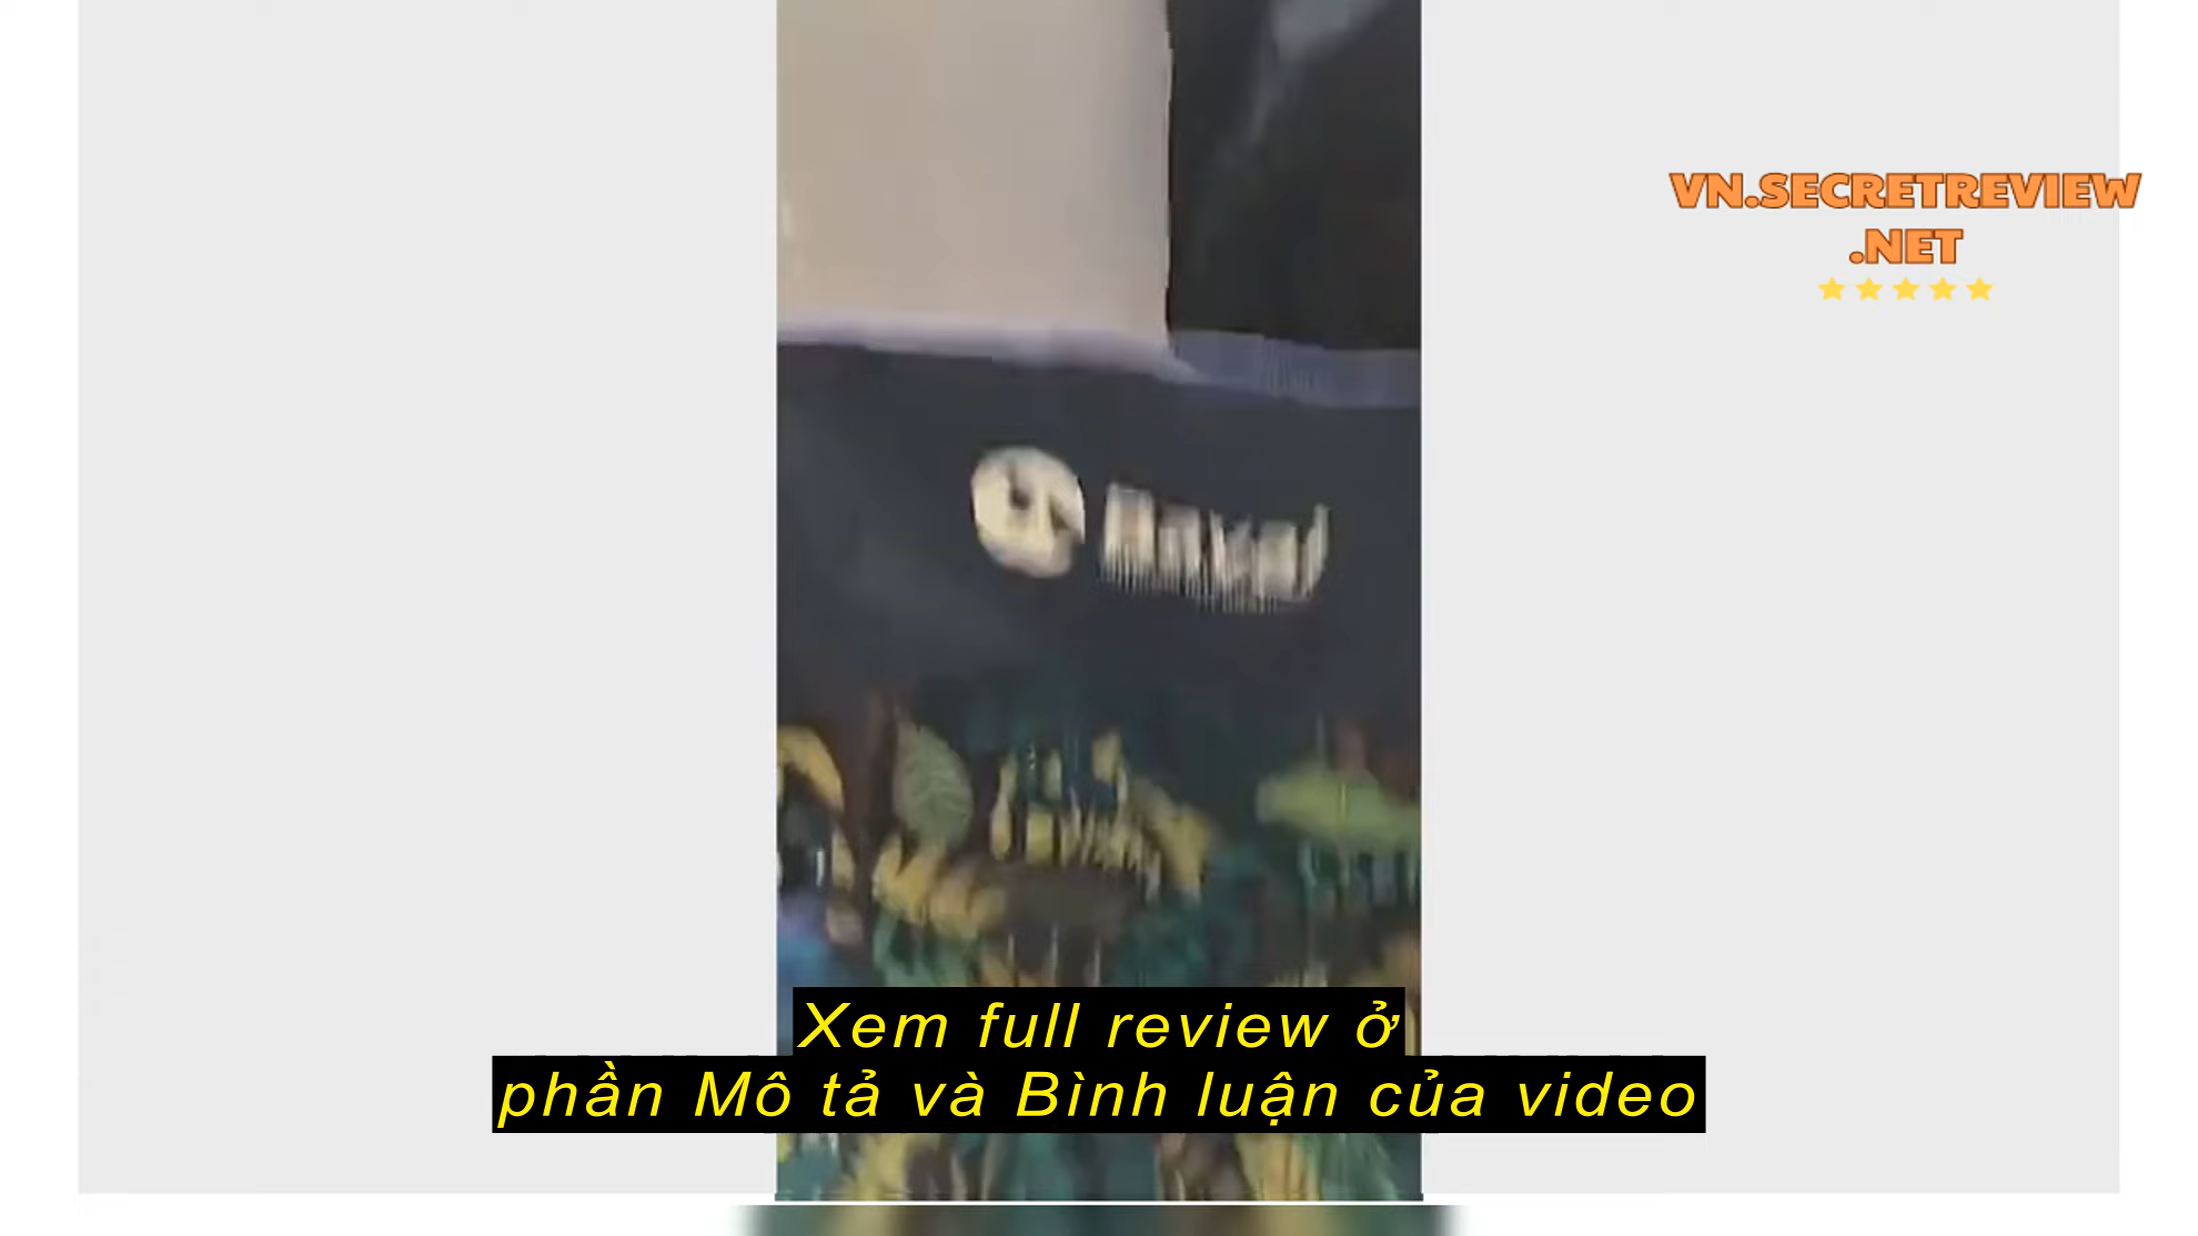 VN.SECRETREVIEW
.NET
Xem full review ở
phần Mô tả và Bình luận của video